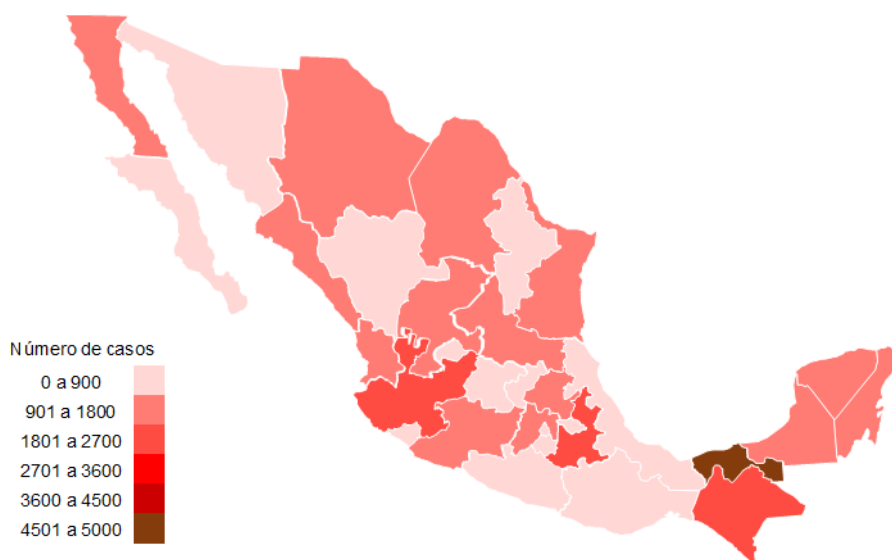 Número de casos
0 a 900
901 a 1800
1801 a 2700
2701 a 3600
3600 a 4500
4501 a 5000